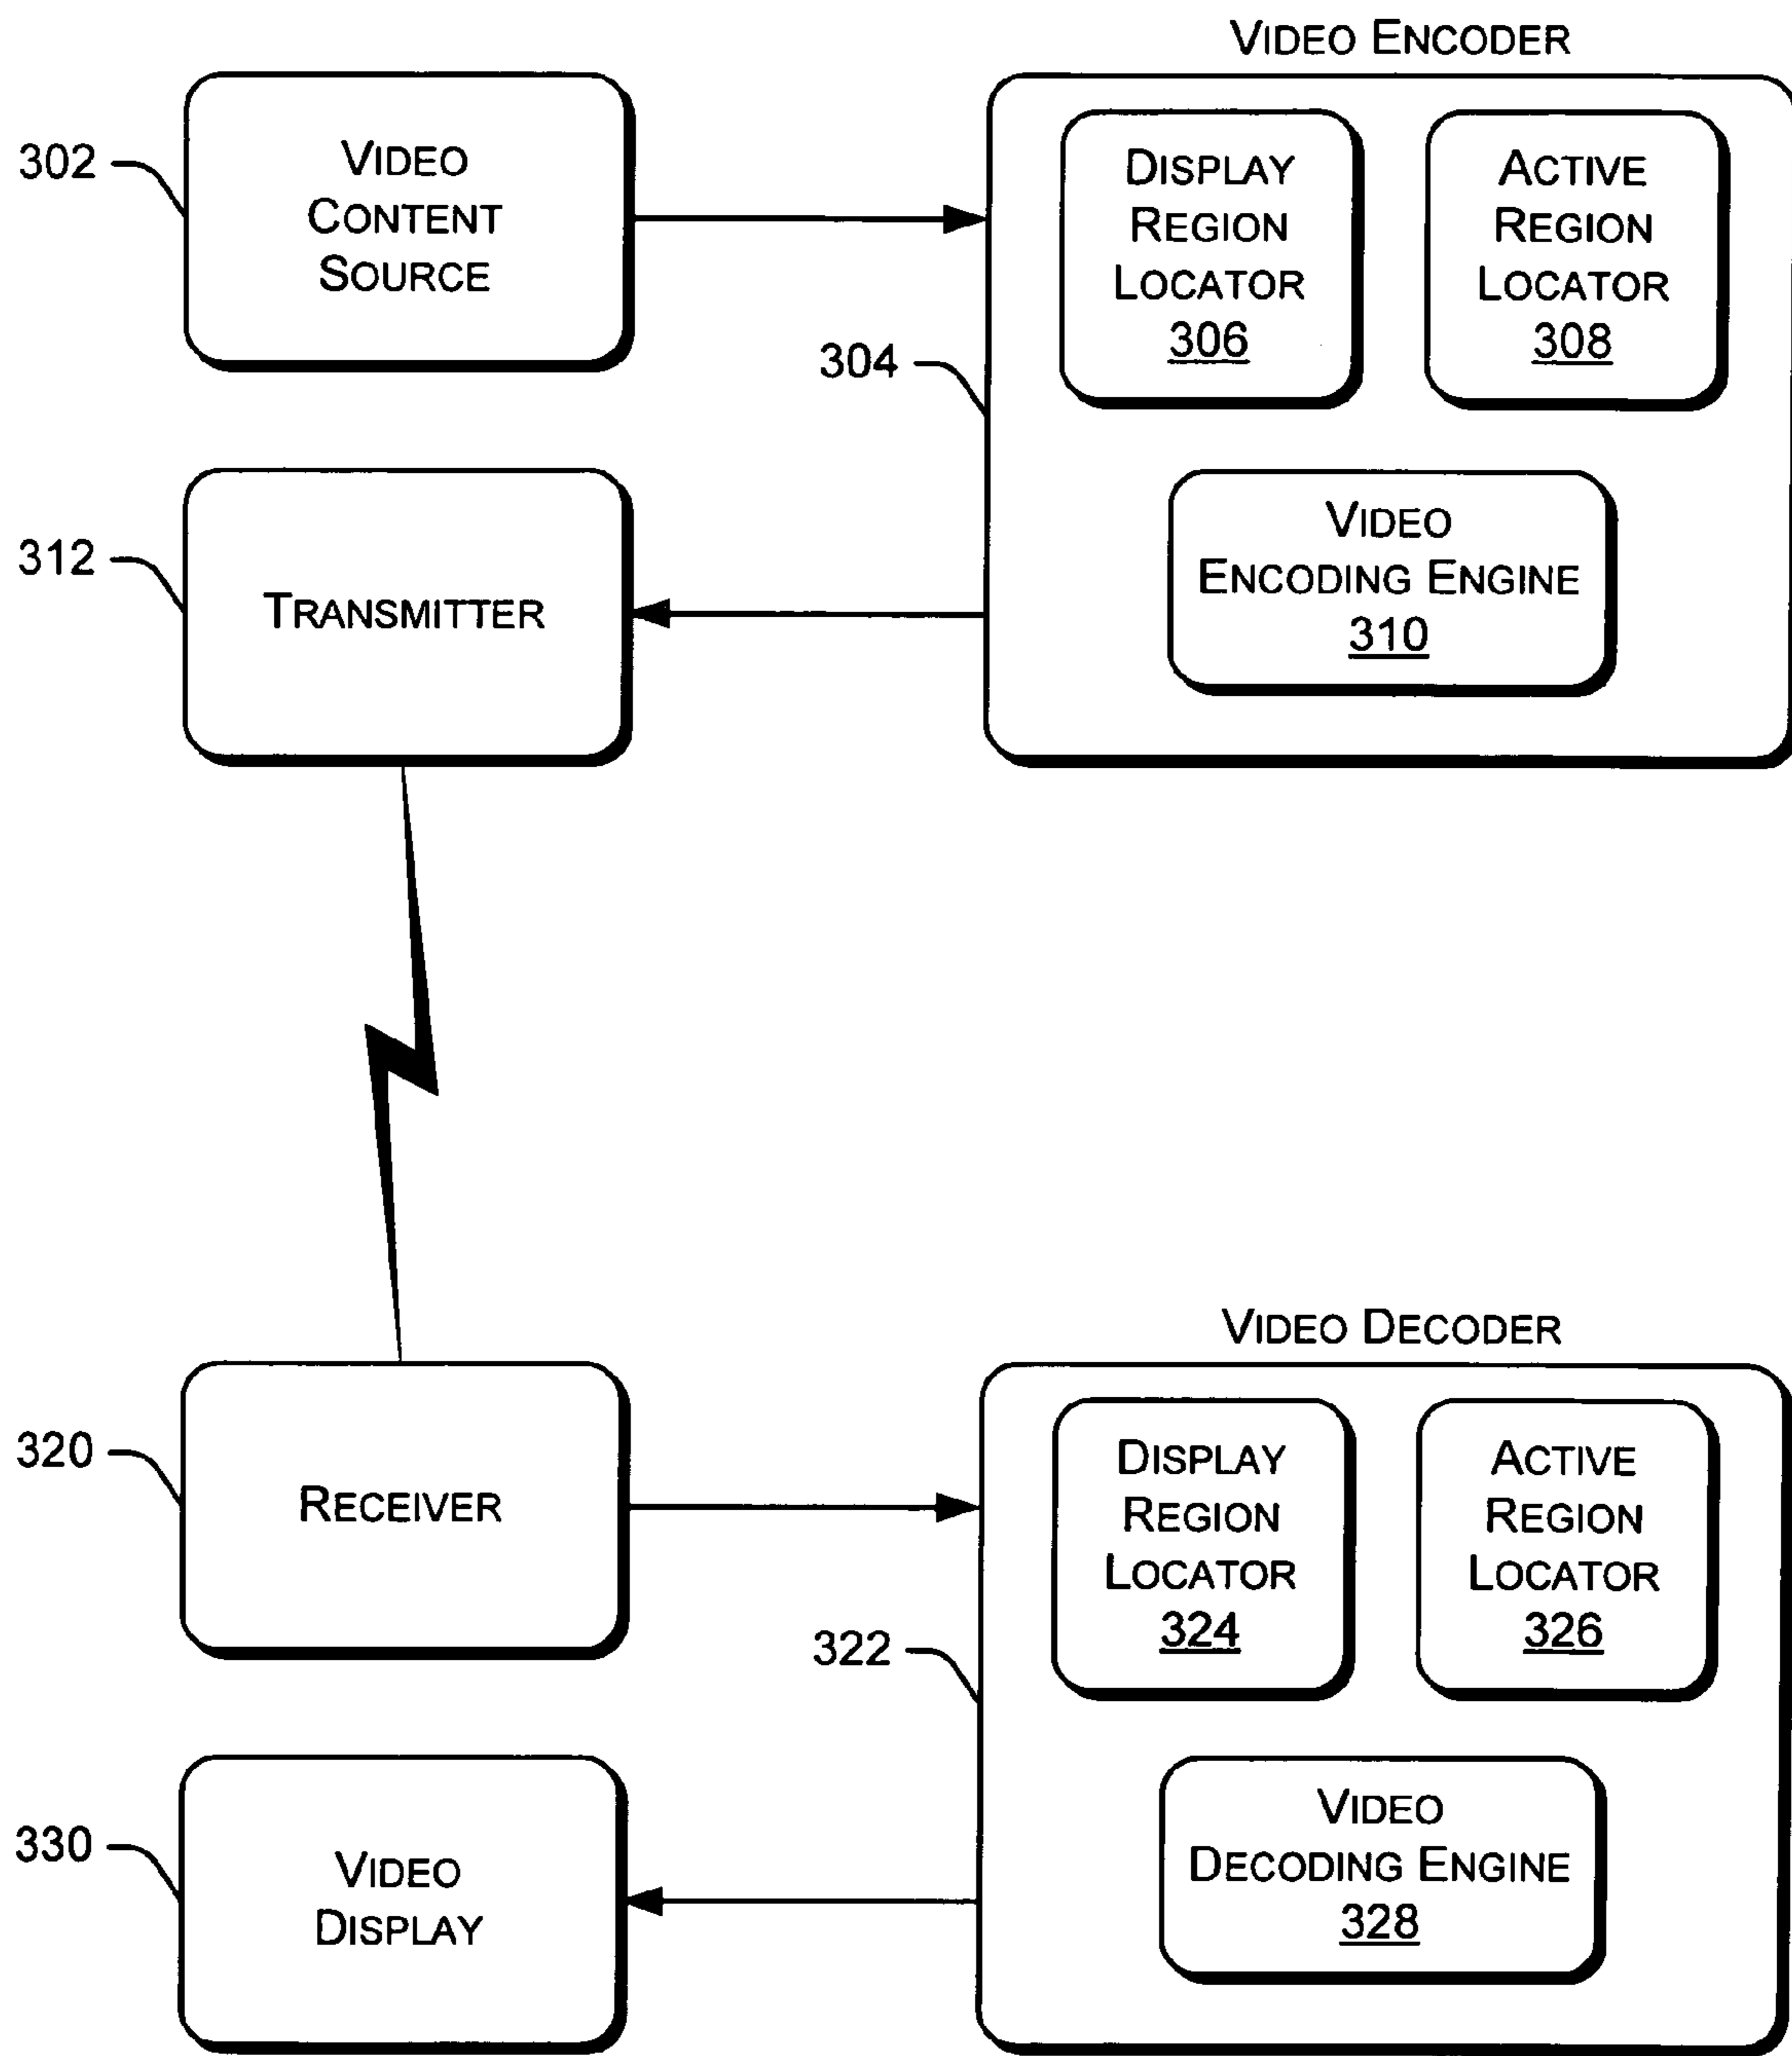 VIDEO ENCODER
302
VIDEO
CONTENT
SOURCE
DISPLAY
REGION
LOCATOR
306
ACTIVE
REGION
LOCATOR
308
304
312
TRANSMITTER
VIDEO
ENCODING ENGINE
310
VIDEO DECODER
320
RECEIVER
DISPLAY
REGION
LOCATOR
324
ACTIVE
REGION
LOCATOR
326
322
330
VIDEO
DISPLAY
VIDEO
DECODING ENGINE
328